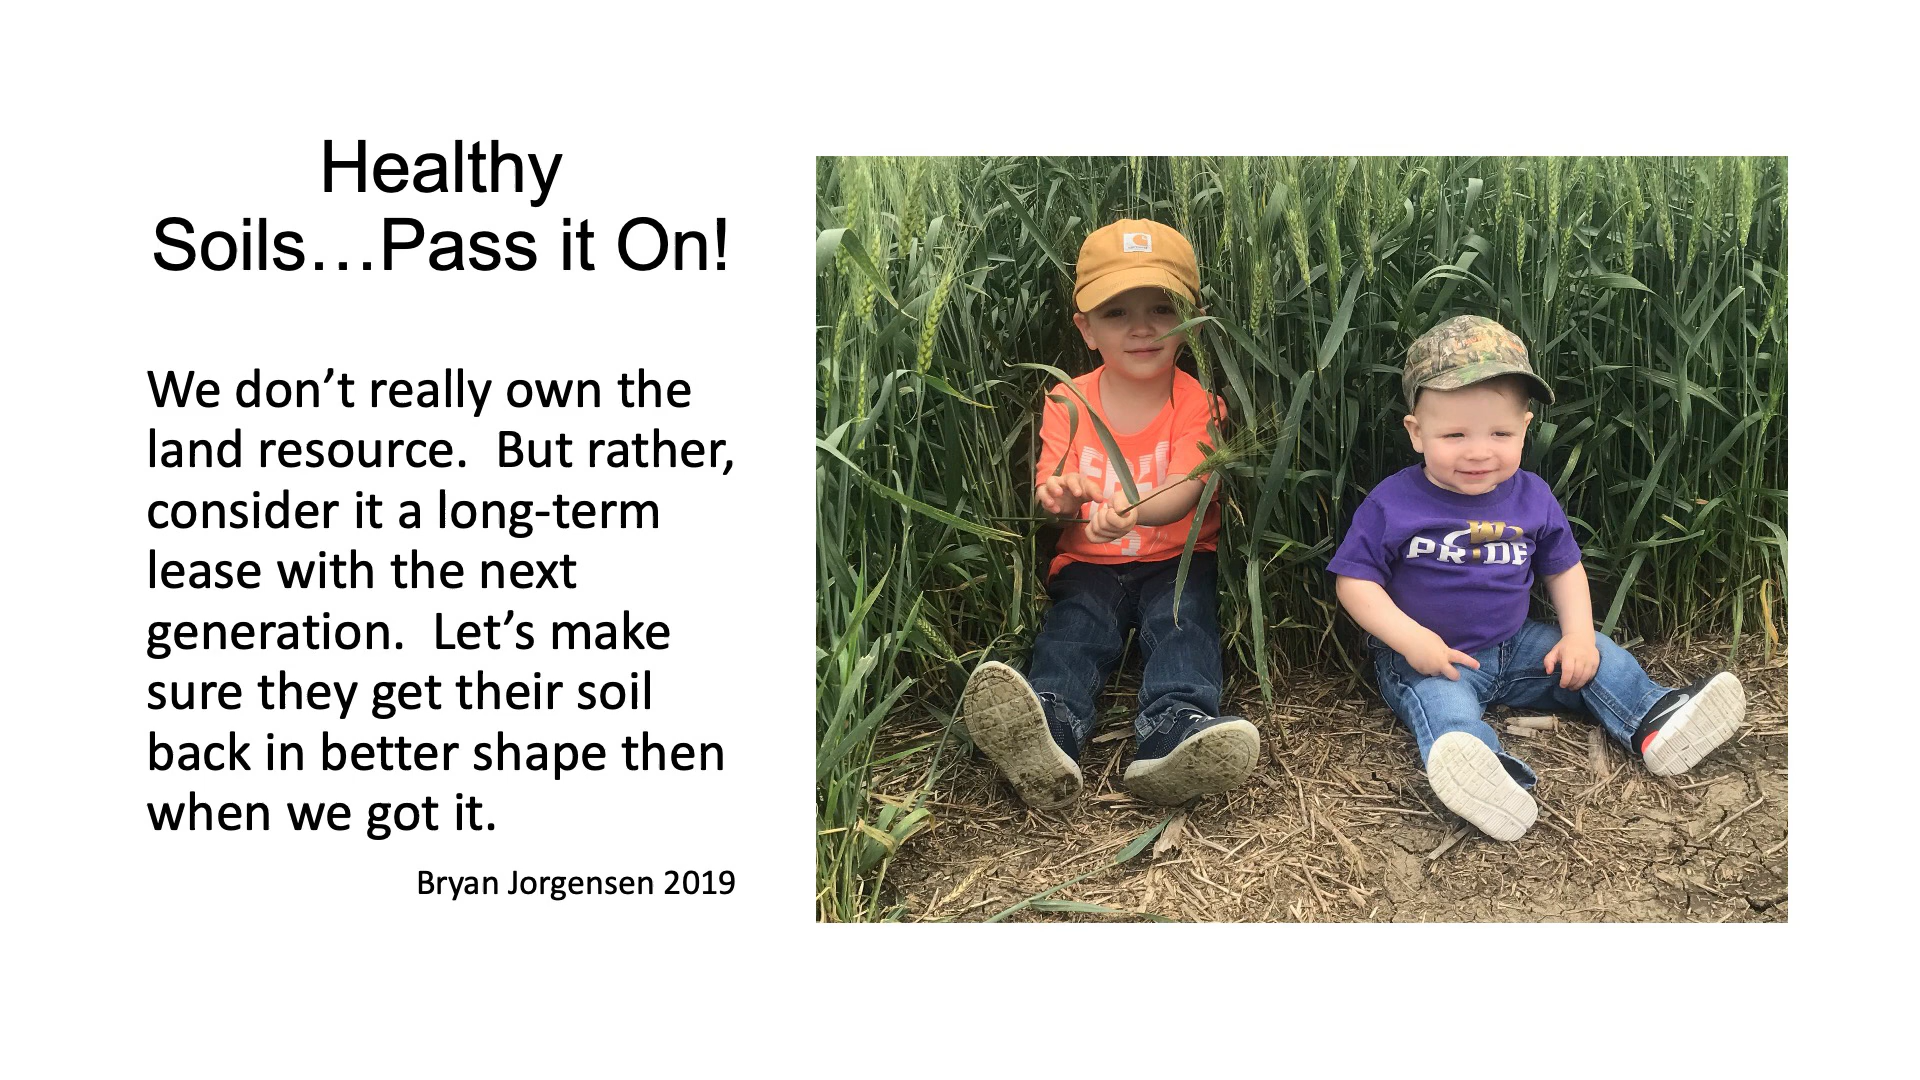 Healthy
Soils…Pass it On!
We don’t really own the
land resource.  But rather,
consider it a long-term
lease with the next
generation.  Let’s make
sure they get their soil
back in better shape then
when we got it.
Bryan Jorgensen 2019
W
PRIDE